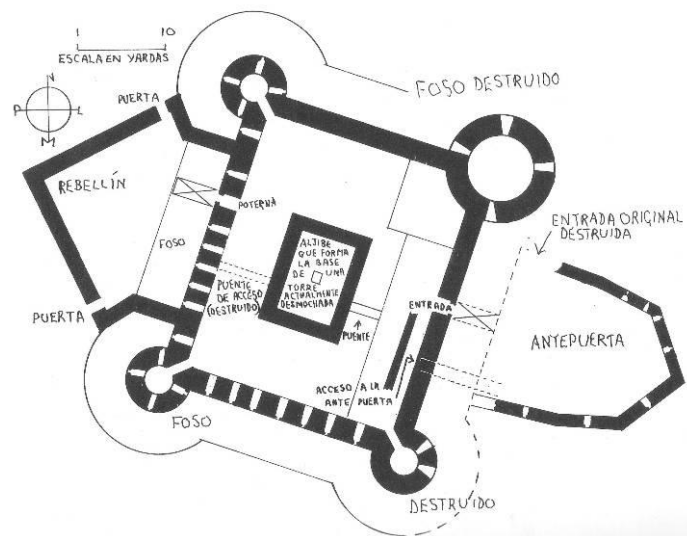 1 10
ESCALA EN YARDAS
N
P L
M
PUERTA
FOSO DESTRUIDO
REBELLÍN
POTERNA
FOSO
ALJIBE
QUE FORMA
LA BASE
DE UNA
TORRE
ACTUALMENTE
DESMOCHADA
ENTRADA ORIGINAL
DESTRUIDA
PUENTE
DE ACCESO
(DESTRUIDO)
PUENTE
ENTRADA
ANTEPUERTA
PUERTA
ACCESO A LA
ANTE PUERTA
FOSO
DESTRUIDO